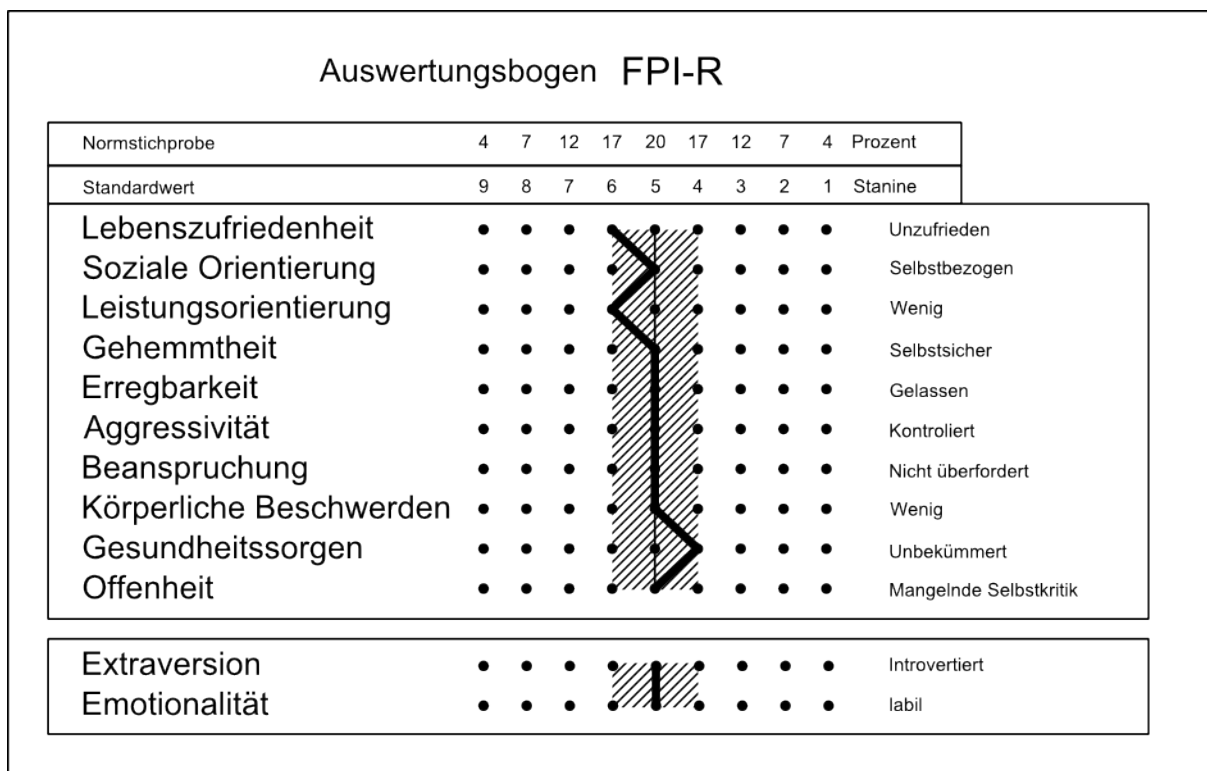 Auswertungsbogen FPI-R
Normstichprobe 4 7 12 17 20 17 12 7 4 Prozent
Standardwert 9 8 7 6 5 4 3 2 1 Stanine
Lebenszufriedenheit Unzufrieden
Soziale Orientierung Selbstbezogen
Leistungsorientierung Wenig
Gehemmtheit Selbstsicher
Erregbarkeit Gelassen
Aggressivität Kontroliert
Beanspruchung Nicht überfordert
Körperliche Beschwerden Wenig
Gesundheitssorgen Unbekümmert
Offenheit Mangelnde Selbstkritik
Extraversion Introvertiert
Emotionalität labil